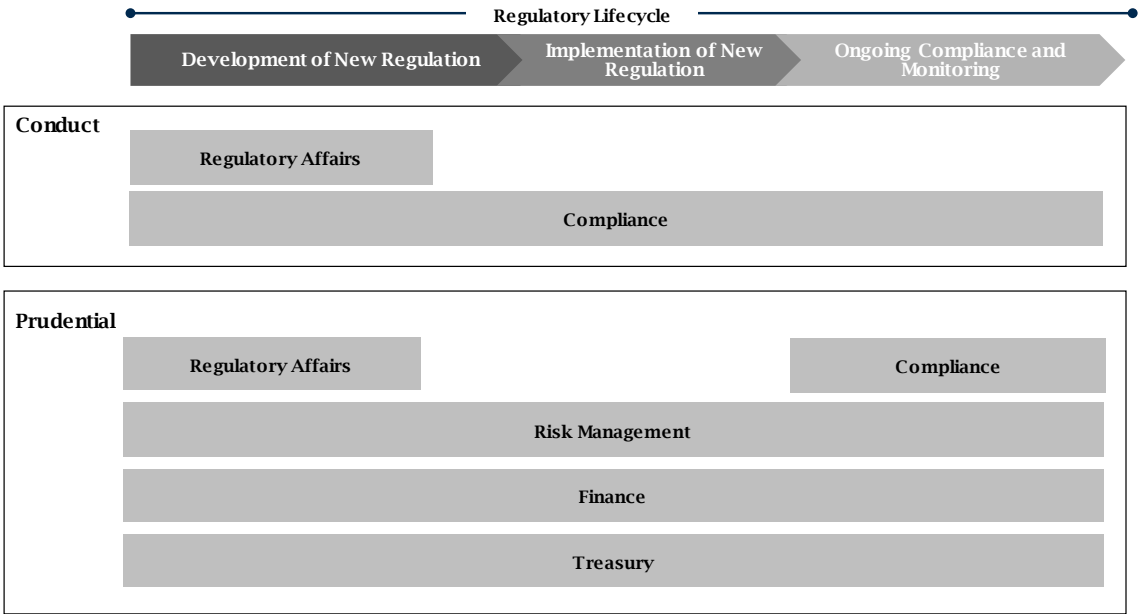 Regulatory Lifecycle
Development of New Regulation
Implementation of New
Regulation
Ongoing Compliance and
Monitoring
Conduct
Regulatory Affairs
Compliance
Prudential
Regulatory Affairs
Compliance
Risk Management
Finance
Treasury